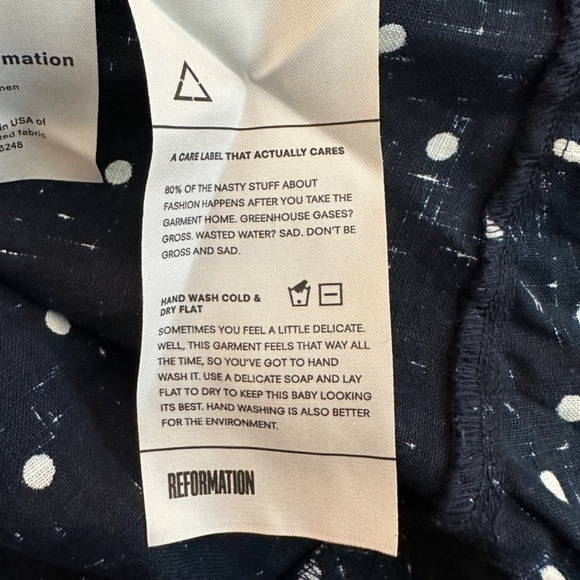 rmation
nen
in USA of
ted fabric
5248
A CARE LABEL THAT ACTUALLY CARES
80% OF THE NASTY STUFF ABOUT
FASHION HAPPENS AFTER YOU TAKE THE
GARMENT HOME. GREENHOUSE GASES?
GROSS. WASTED WATER? SAD. DON'T BE
GROSS AND SAD.
HAND WASH COLD &
DRY FLAT
SOMETIMES YOU FEEL A LITTLE DELICATE.
WELL, THIS GARMENT FEELS THAT WAY ALL
THE TIME, SO YOU'VE GOT TO HAND
WASH IT. USE A DELICATE SOAP AND LAY
FLAT TO DRY TO KEEP THIS BABY LOOKING
ITS BEST. HAND WASHING IS ALSO BETTER
FOR THE ENVIRONMENT.
REFORMATION